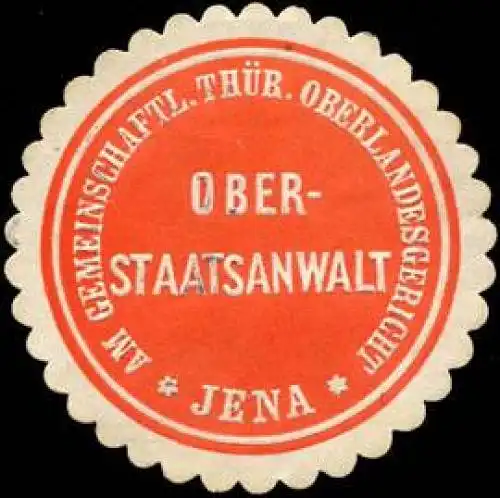 AM GEMEINSCHAFTL. THÜR. OBERLANDESGERICHT
OBER-
STAATSANWALT
* JENA *